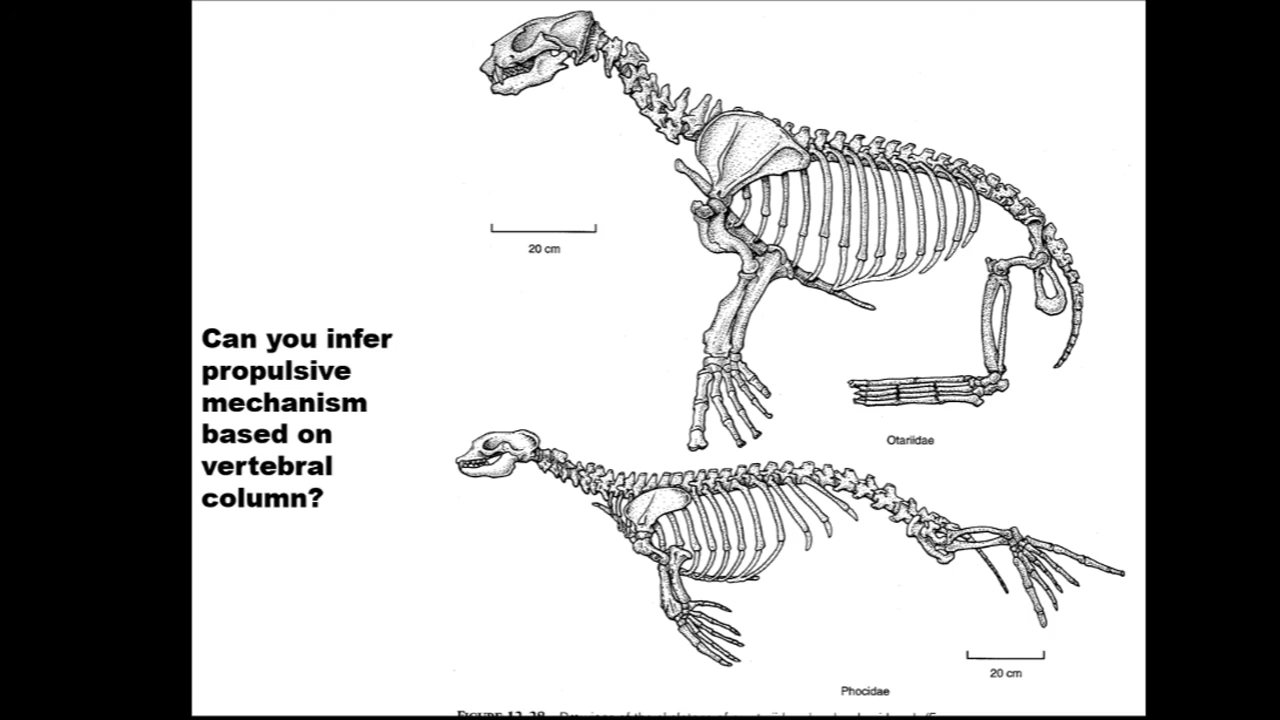 20 cm
Can you infer
propulsive
mechanism
based on
vertebral
column?
Otariidae
20 cm
Phocidae